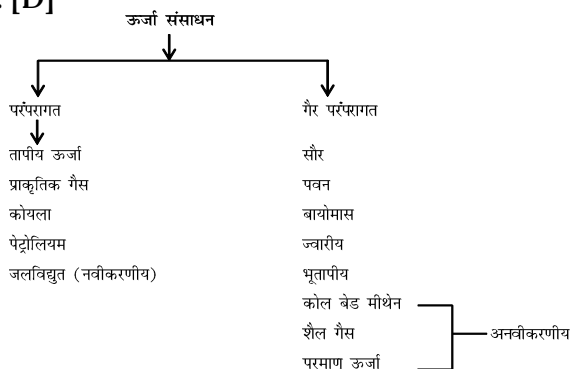 [D]
ऊर्जा संसाधन
परंपरागत
गैर परंपरागत
तापीय ऊर्जा
प्राकृतिक गैस
कोयला
पेट्रोलियम
जलविद्युत (नवीकरणीय)
सौर
पवन
बायोमास
ज्वारीय
भूतापीय
कोल बेड मीथेन
शैल गैस
परमाण ऊर्जा
अनवीकरणीय